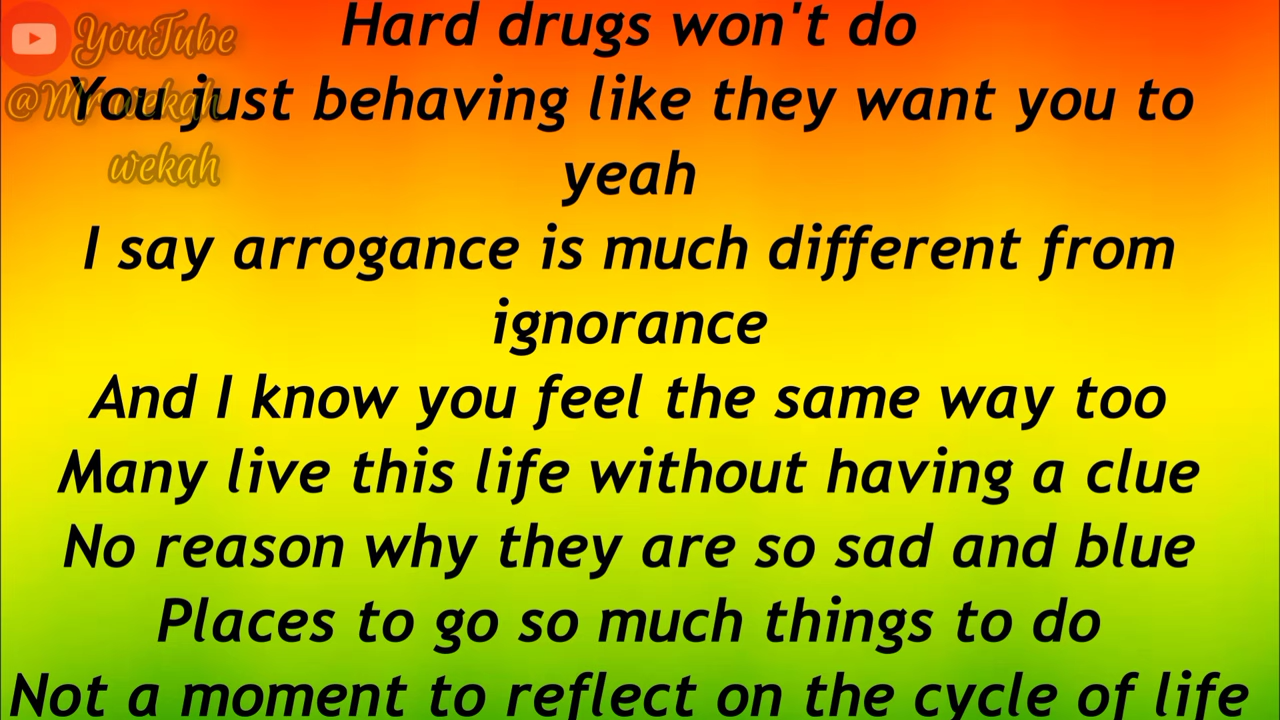 YouTube
@Mr wekah
wekah
Hard drugs won't do
You just behaving like they want you to
yeah
I say arrogance is much different from
ignorance
And I know you feel the same way too
Many live this life without having a clue
No reason why they are so sad and blue
Places to go so much things to do
Not a moment to reflect on the cycle of life